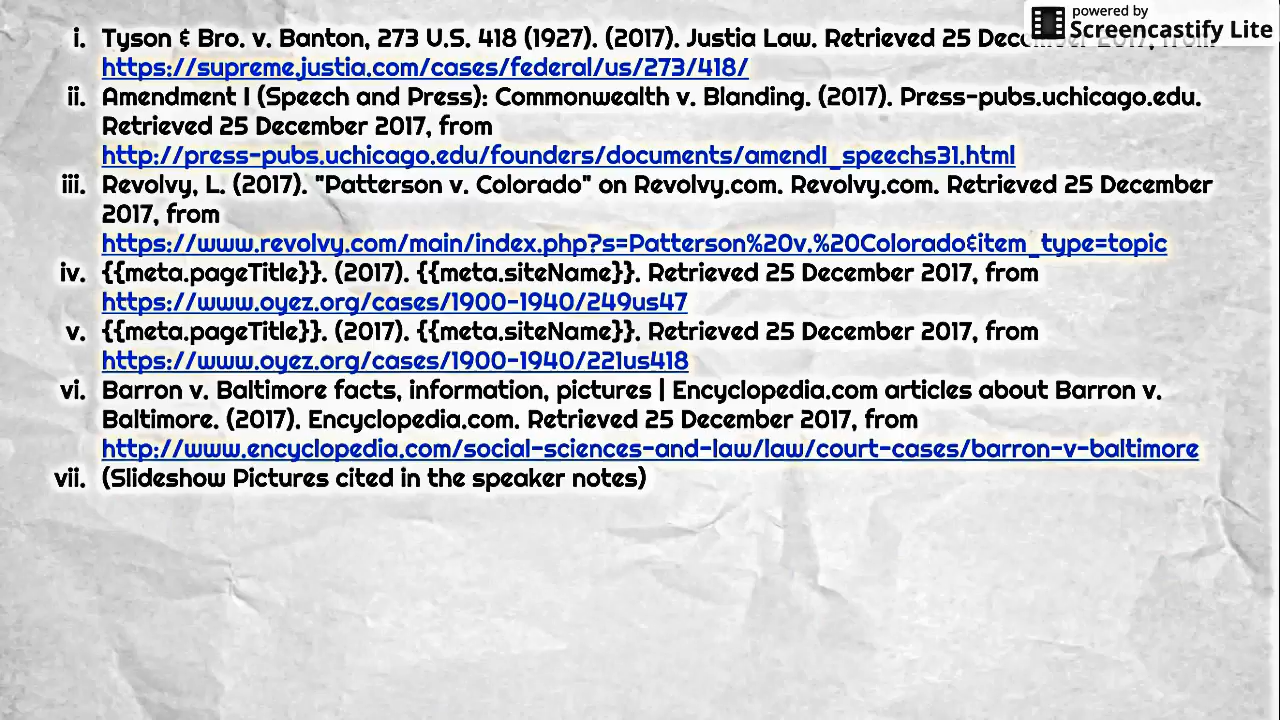 i. Tyson & Bro. v. Banton, 273 U.S. 418 (1927). (2017). Justia Law. Retrieved 25 December 2017, from
https://supreme.justia.com/cases/federal/us/273/418/
ii. Amendment I (Speech and Press): Commonwealth v. Blanding. (2017). Press-pubs.uchicago.edu.
Retrieved 25 December 2017, from
http://press-pubs.uchicago.edu/founders/documents/amendI_speechs31.html
iii. Revolvy, L. (2017). "Patterson v. Colorado" on Revolvy.com. Revolvy.com. Retrieved 25 December
2017, from
https://www.revolvy.com/main/index.php?s=Patterson%20v.%20Colorado&item_type=topic
iv. {{meta.pageTitle}}. (2017). {{meta.siteName}}. Retrieved 25 December 2017, from
https://www.oyez.org/cases/1900-1940/249us47
v. {{meta.pageTitle}}. (2017). {{meta.siteName}}. Retrieved 25 December 2017, from
https://www.oyez.org/cases/1900-1940/221us418
vi. Barron v. Baltimore facts, information, pictures | Encyclopedia.com articles about Barron v.
Baltimore. (2017). Encyclopedia.com. Retrieved 25 December 2017, from
http://www.encyclopedia.com/social-sciences-and-law/law/court-cases/barron-v-baltimore
vii. (Slideshow Pictures cited in the speaker notes)
powered by
Screencastify Lite